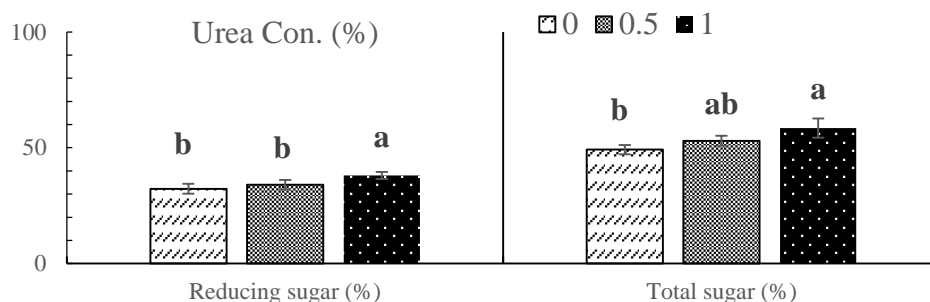 100
Urea Con. (%)
0 0.5 1
b b a
b ab a
50
0
Reducing sugar (%)
Total sugar (%)